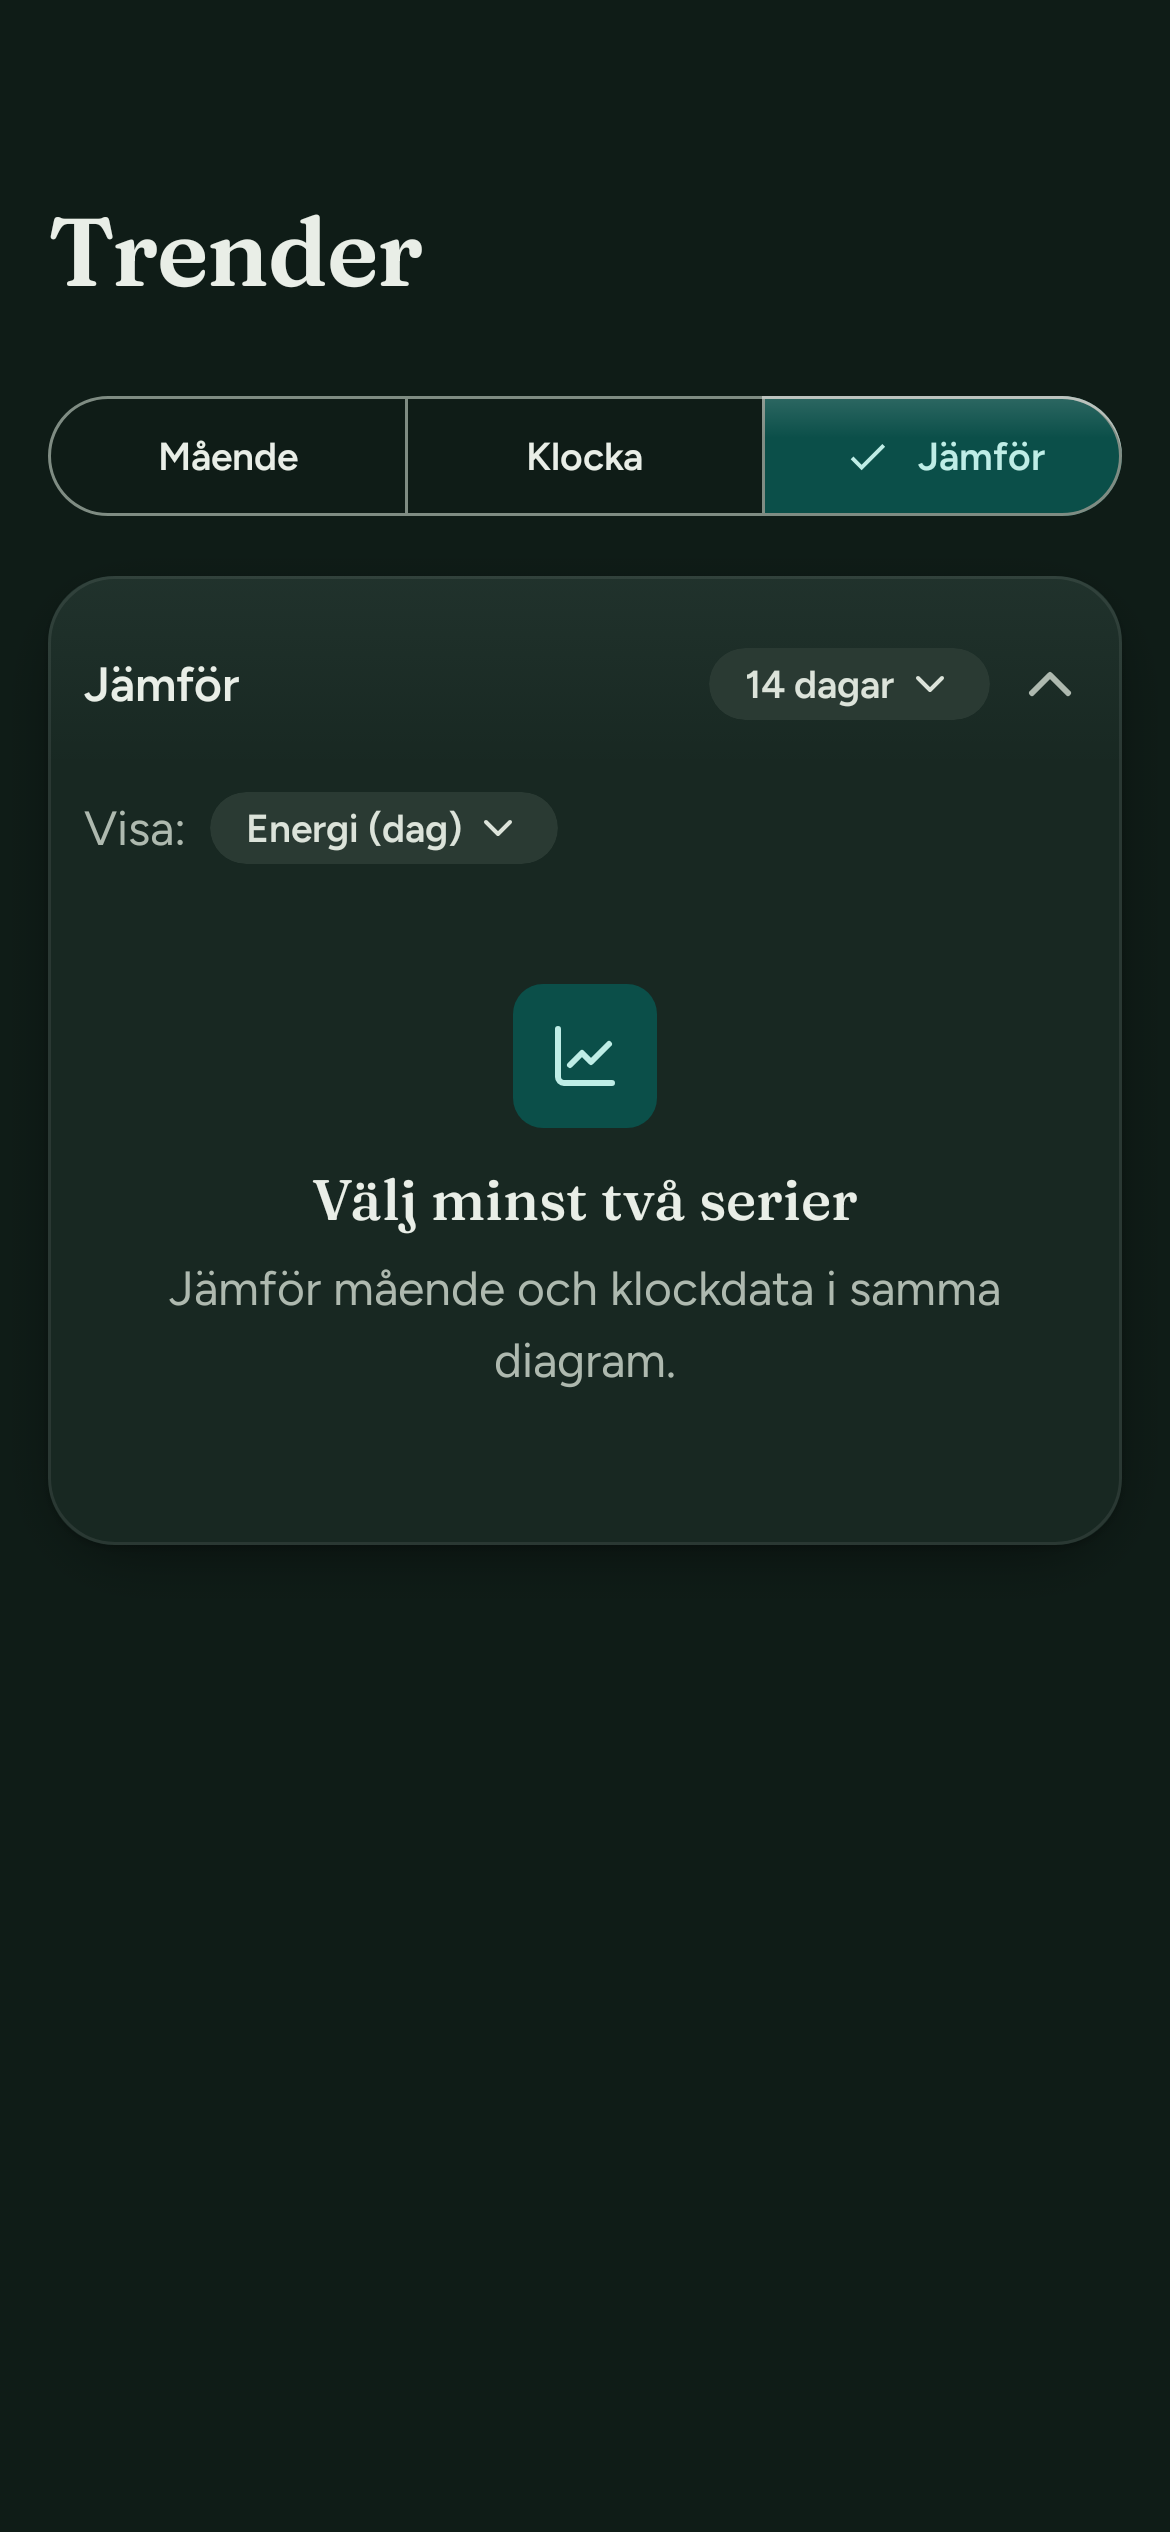 Trender
Mående
Klocka
Jämför
Jämför
14 dagar
Visa:
Energi (dag)
Välj minst två serier
Jämför mående och klockdata i samma
diagram.